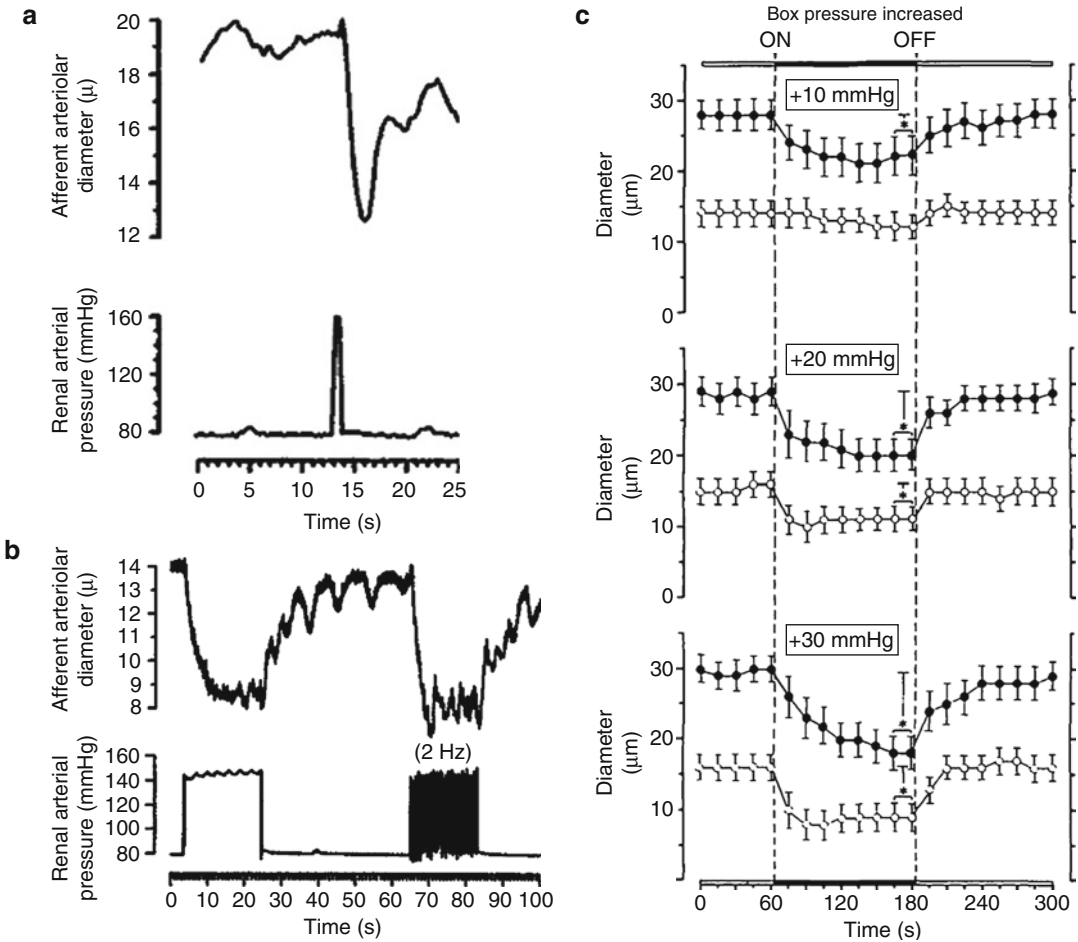 a
20
18
16
14
12
Afferent arteriolar
diameter (μ)
160
120
80
Renal arterial
pressure (mmHg)
0 5 10 15 20 25
Time (s)
b
14
13
12
11
10
9
8
Afferent arteriolar
diameter (μ)
(2 Hz)
160
140
120
100
80
Renal arterial
pressure (mmHg)
0 10 20 30 40 50 60 70 80 90 100
Time (s)
c
Box pressure increased
ON OFF
+10 mmHg
*
30
20
10
0
Diameter
(μm)
+20 mmHg
*
*
30
20
10
0
Diameter
(μm)
+30 mmHg
*
*
30
20
10
Diameter
(μm)
0 60 120 180 240 300
Time (s)